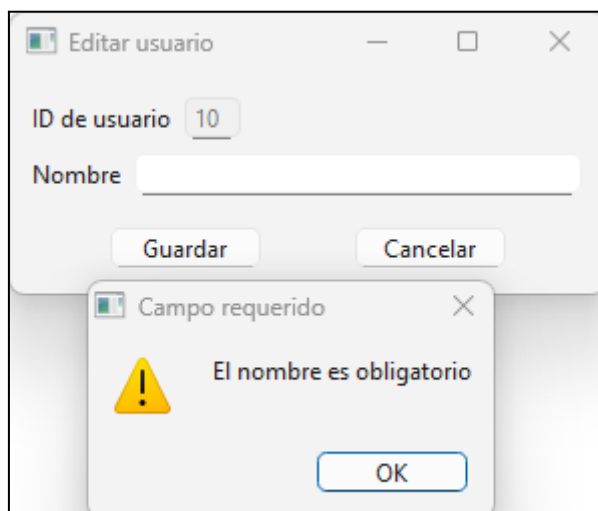 Editar usuario
ID de usuario 10
Nombre
Guardar Cancelar
Campo requerido
El nombre es obligatorio
OK